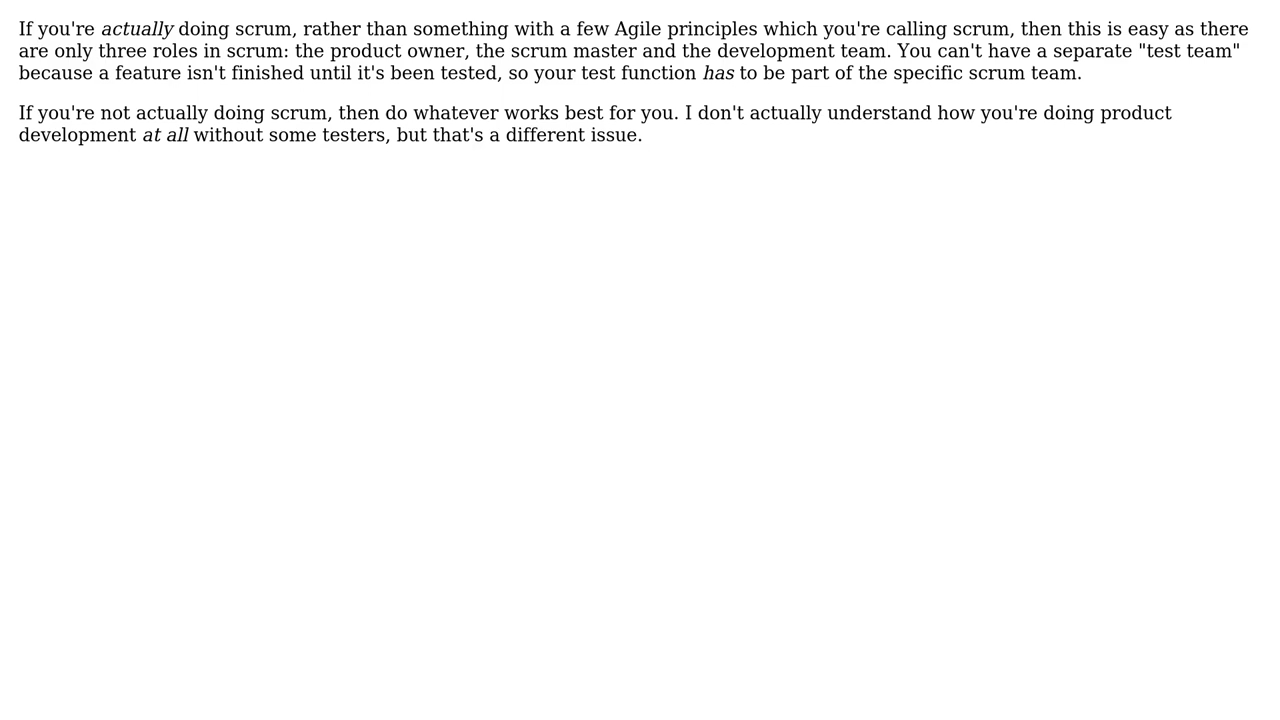 If you're actually doing scrum, rather than something with a few Agile principles which you're calling scrum, then this is easy as there
are only three roles in scrum: the product owner, the scrum master and the development team. You can't have a separate "test team"
because a feature isn't finished until it's been tested, so your test function has to be part of the specific scrum team.
If you're not actually doing scrum, then do whatever works best for you. I don't actually understand how you're doing product
development at all without some testers, but that's a different issue.